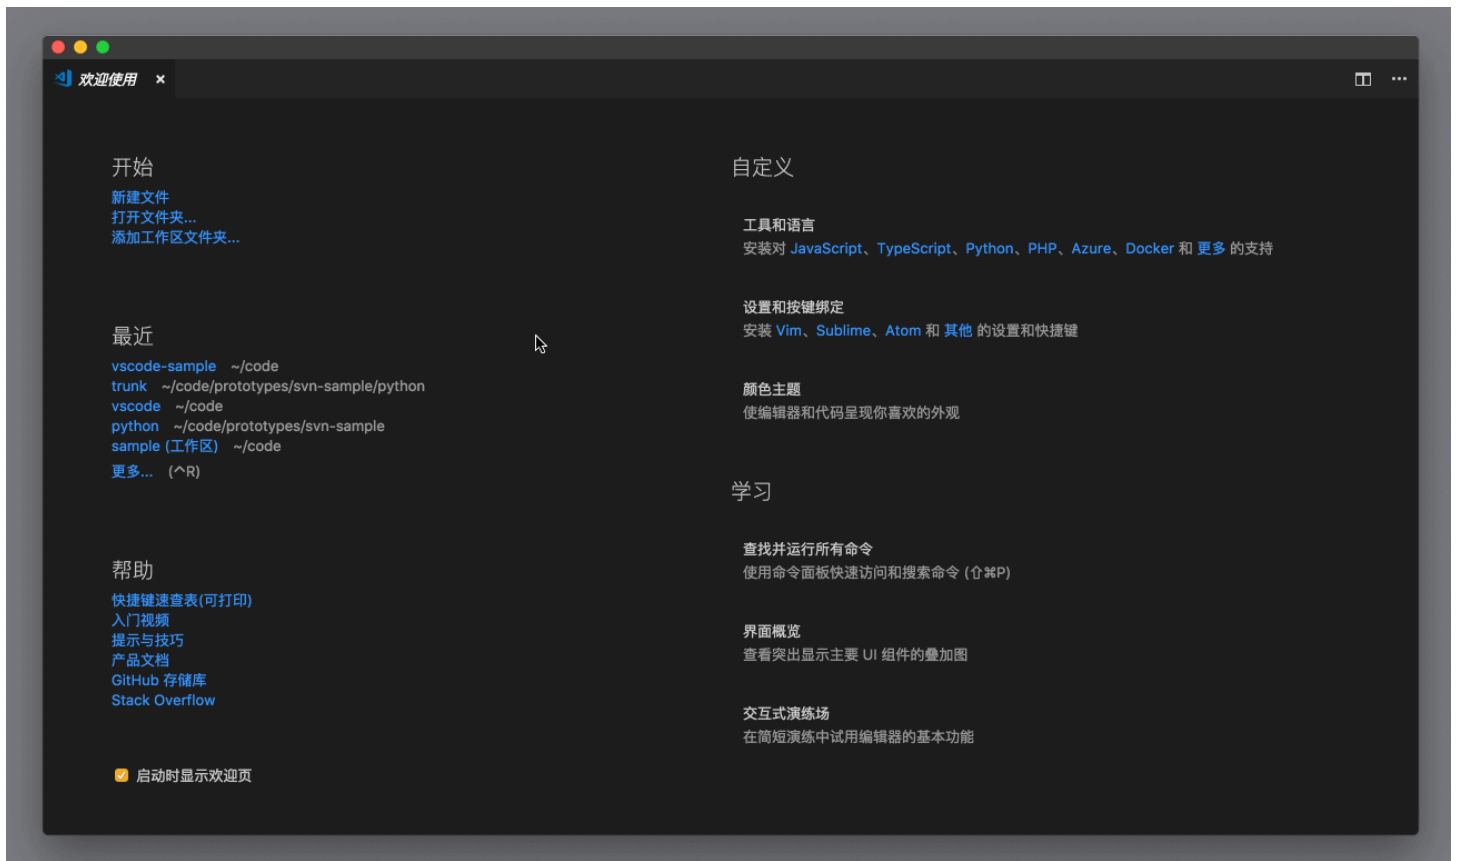 欢迎使用
开始
新建文件
打开文件夹...
添加工作区文件夹...
最近
vscode-sample ~/code
trunk ~/code/prototypes/svn-sample/python
vscode ~/code
python ~/code/prototypes/svn-sample
sample (工作区) ~/code
更多... (^R)
帮助
快捷键速查表(可打印)
入门视频
提示与技巧
产品文档
GitHub 存储库
Stack Overflow
启动时显示欢迎页
自定义
工具和语言
安装对 JavaScript、TypeScript、Python、PHP、Azure、Docker 和 更多 的支持
设置和按键绑定
安装 Vim、Sublime、Atom 和 其他 的设置和快捷键
颜色主题
使编辑器和代码呈现你喜欢的外观
学习
查找并运行所有命令
使用命令面板快速访问和搜索命令 (⇧⌘P)
界面概览
查看突出显示主要 UI 组件的叠加图
交互式演练场
在简短演练中试用编辑器的基本功能